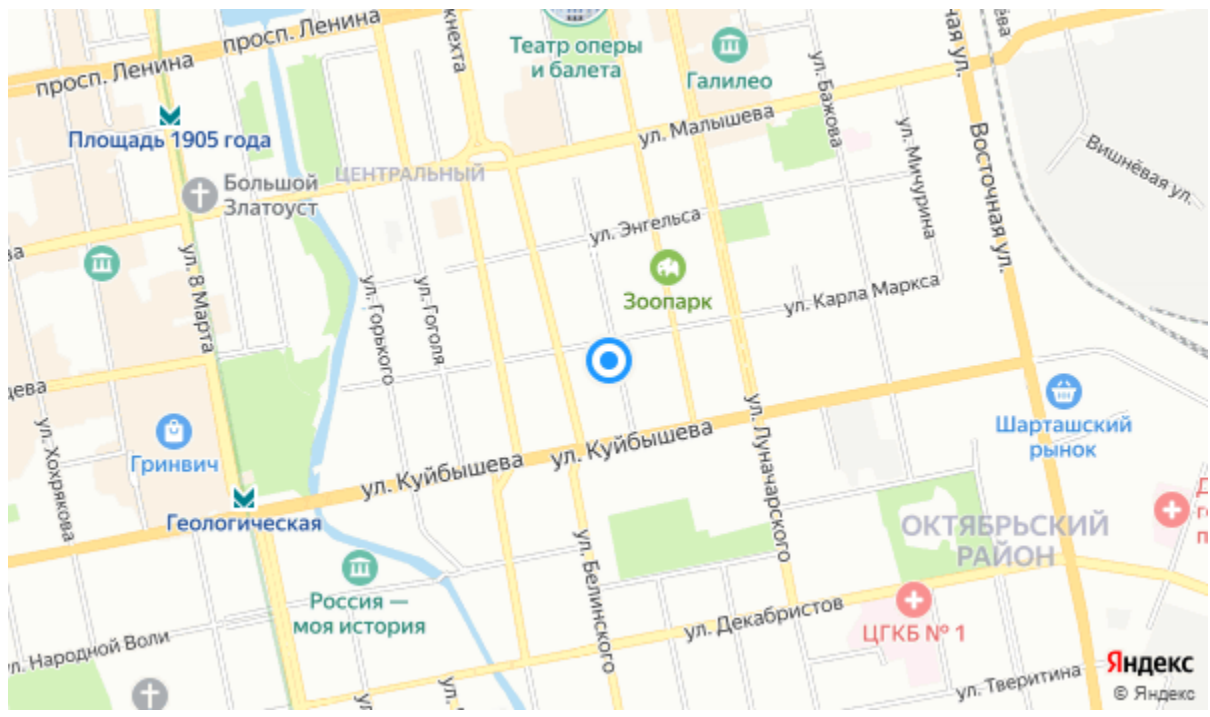 просп. Ленина
просп. Ленина
Театр оперы
и балета
Галилео
ул. Бажова
Восточная ул.
Площадь 1905 года
ул. Малышева
ул. Мичурина
Вишнёвая ул.
ЦЕНТРАЛЬНЫЙ
Большой
Златоуст
ул. Энгельса
ул. 8 Марта
ул. Горького
ул. Гоголя
Зоопарк
ул. Карла Маркса
ул. Хохрякова
Гринвич
ул. Куйбышева
ул. Куйбышева
ул. Луначарского
Шарташский
рынок
Геологическая
ОКТЯБРЬСКИЙ
РАЙОН
ул. Белинского
Россия —
моя история
ул. Декабристов
ЦГКБ № 1
ул. Народной Воли
ул. Тверитина
Яндекс
© Яндекс